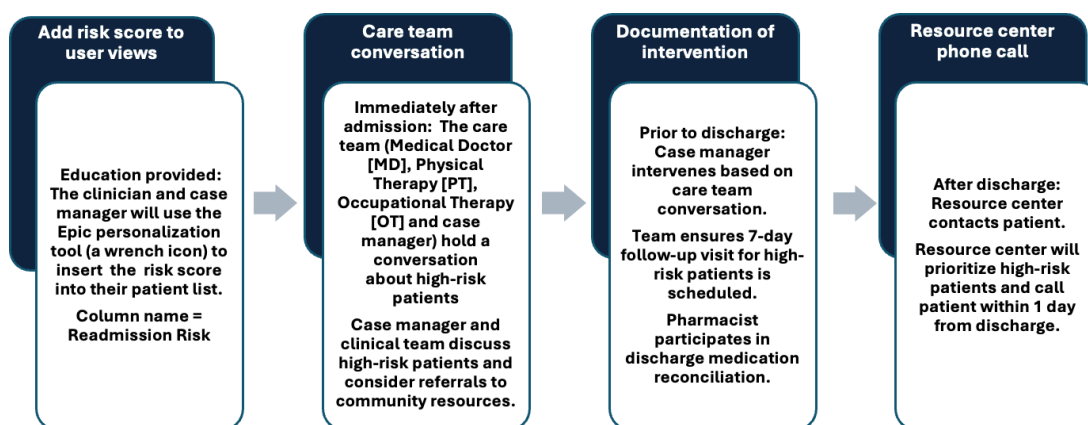 Add risk score to
user views
Education provided:
The clinician and case
manager will use the
Epic personalization
tool (a wrench icon) to
insert the risk score
into their patient list.
Column name =
Readmission Risk
Care team
conversation
Immediately after
admission: The care
team (Medical Doctor
[MD], Physical
Therapy [PT],
Occupational Therapy
[OT] and case
manager) hold a
conversation
about high-risk
patients
Case manager and
clinical team discuss
high-risk patients and
consider referrals to
community resources.
Documentation of
intervention
Prior to discharge:
Case manager
intervenes based on
care team
conversation.
Team ensures 7-day
follow-up visit for high-
risk patients is
scheduled.
Pharmacist
participates in
discharge medication
reconciliation.
Resource center
phone call
After discharge:
Resource center
contacts patient.
Resource center will
prioritize high-risk
patients and call
patient within 1 day
from discharge.